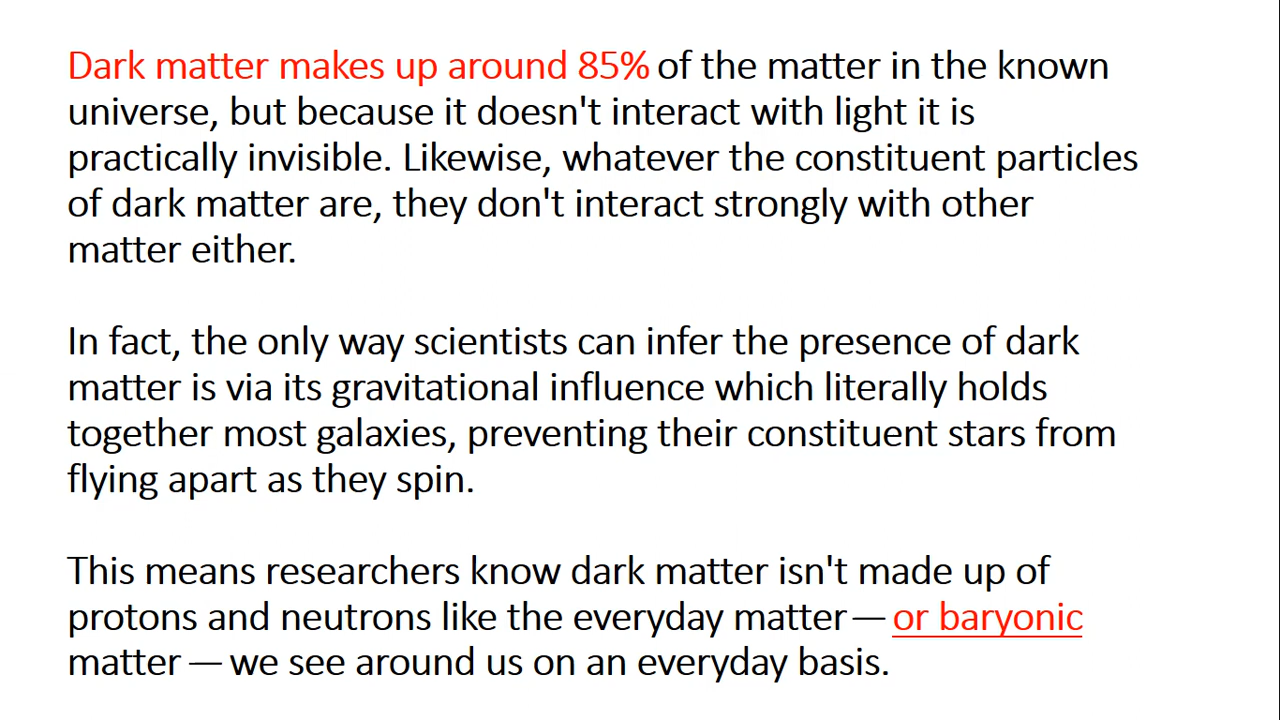 Dark matter makes up around 85% of the matter in the known
universe, but because it doesn't interact with light it is
practically invisible. Likewise, whatever the constituent particles
of dark matter are, they don't interact strongly with other
matter either.
In fact, the only way scientists can infer the presence of dark
matter is via its gravitational influence which literally holds
together most galaxies, preventing their constituent stars from
flying apart as they spin.
This means researchers know dark matter isn't made up of
protons and neutrons like the everyday matter — or baryonic
matter — we see around us on an everyday basis.